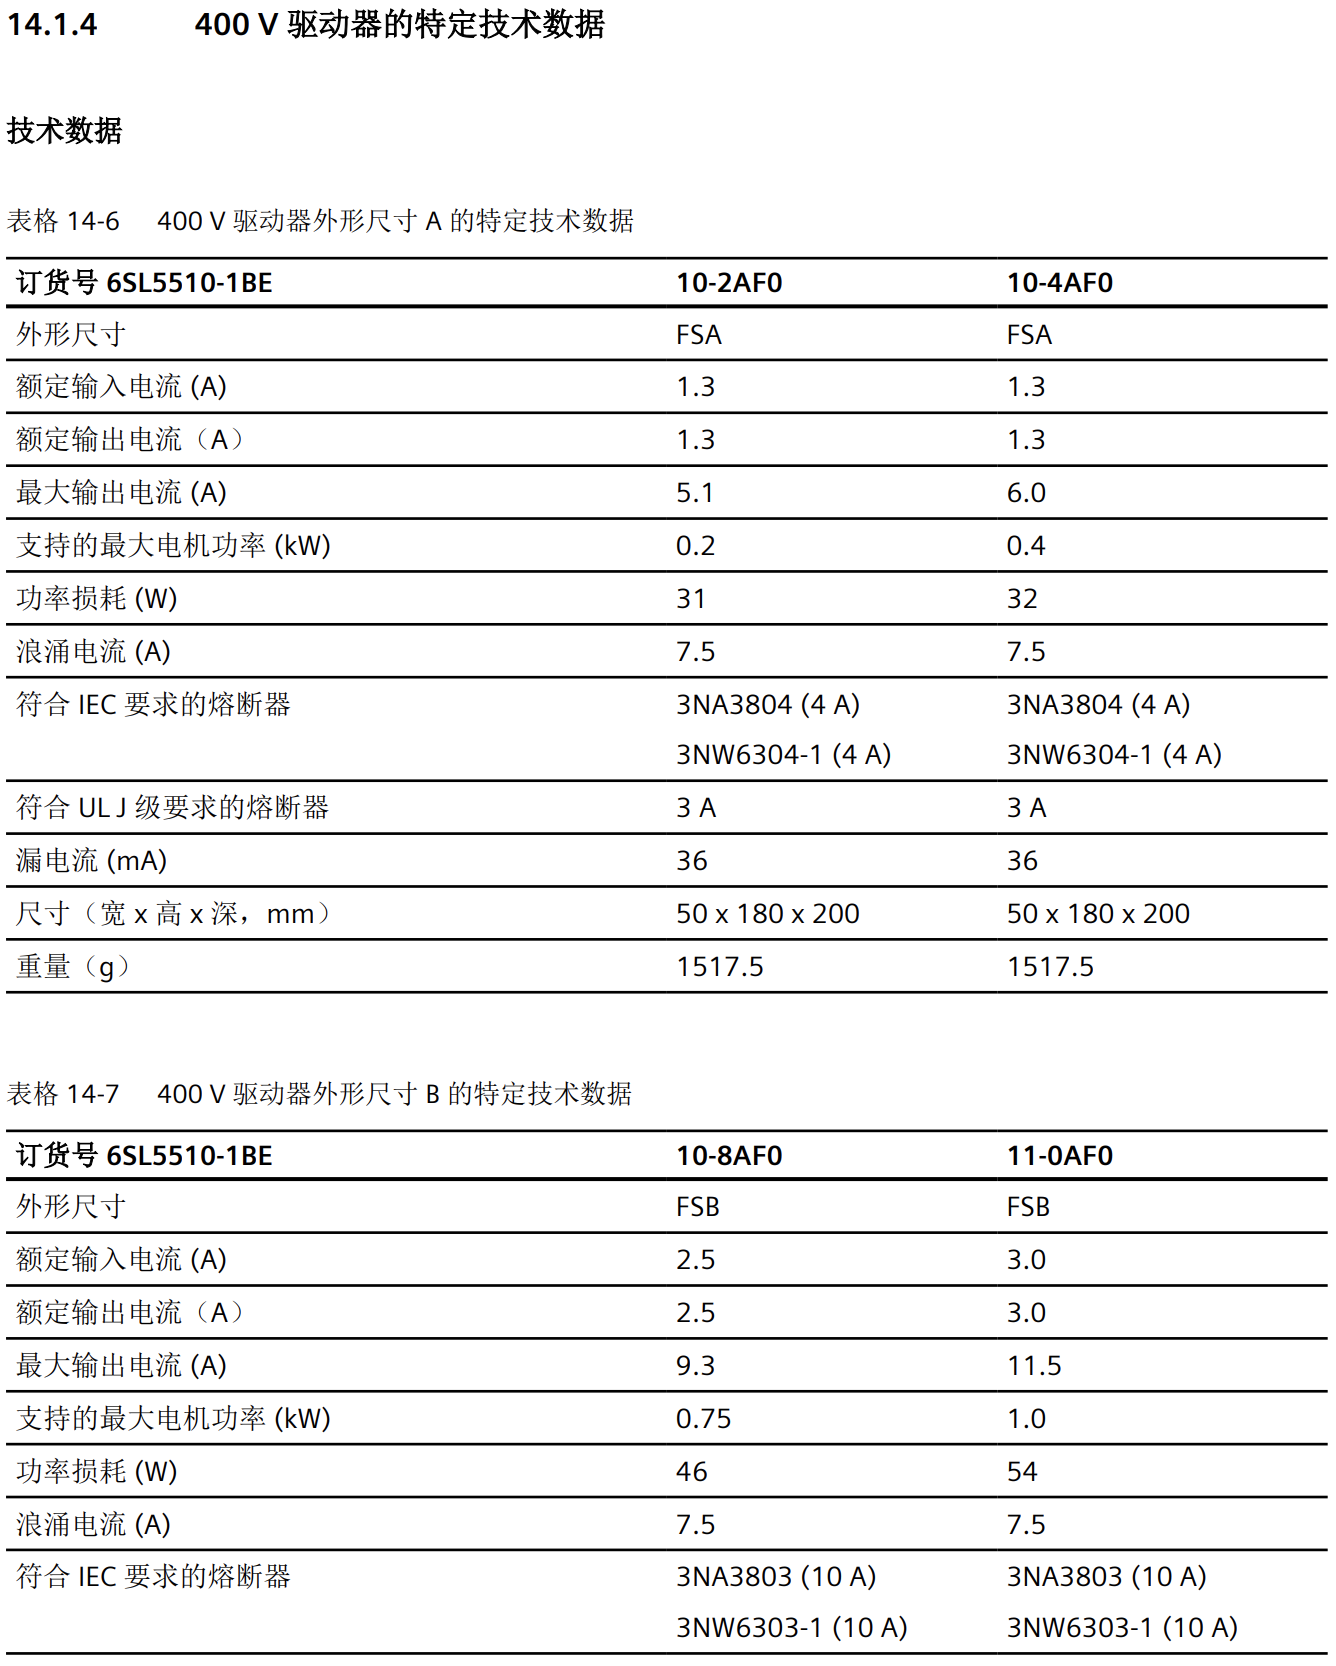 14.1.4 400 V 驱动器的特定技术数据
技术数据
表格 14-6 400 V 驱动器外形尺寸 A 的特定技术数据
订货号 6SL5510-1BE 10-2AF0 10-4AF0
外形尺寸 FSA FSA
额定输入电流 (A) 1.3 1.3
额定输出电流（A） 1.3 1.3
最大输出电流 (A) 5.1 6.0
支持的最大电机功率 (kW) 0.2 0.4
功率损耗 (W) 31 32
浪涌电流 (A) 7.5 7.5
符合 IEC 要求的熔断器 3NA3804 (4 A) 3NA3804 (4 A)
3NW6304-1 (4 A) 3NW6304-1 (4 A)
符合 UL J 级要求的熔断器 3 A 3 A
漏电流 (mA) 36 36
尺寸（宽 x 高 x 深，mm） 50 x 180 x 200 50 x 180 x 200
重量（g） 1517.5 1517.5
表格 14-7 400 V 驱动器外形尺寸 B 的特定技术数据
订货号 6SL5510-1BE 10-8AF0 11-0AF0
外形尺寸 FSB FSB
额定输入电流 (A) 2.5 3.0
额定输出电流（A） 2.5 3.0
最大输出电流 (A) 9.3 11.5
支持的最大电机功率 (kW) 0.75 1.0
功率损耗 (W) 46 54
浪涌电流 (A) 7.5 7.5
符合 IEC 要求的熔断器 3NA3803 (10 A) 3NA3803 (10 A)
3NW6303-1 (10 A) 3NW6303-1 (10 A)